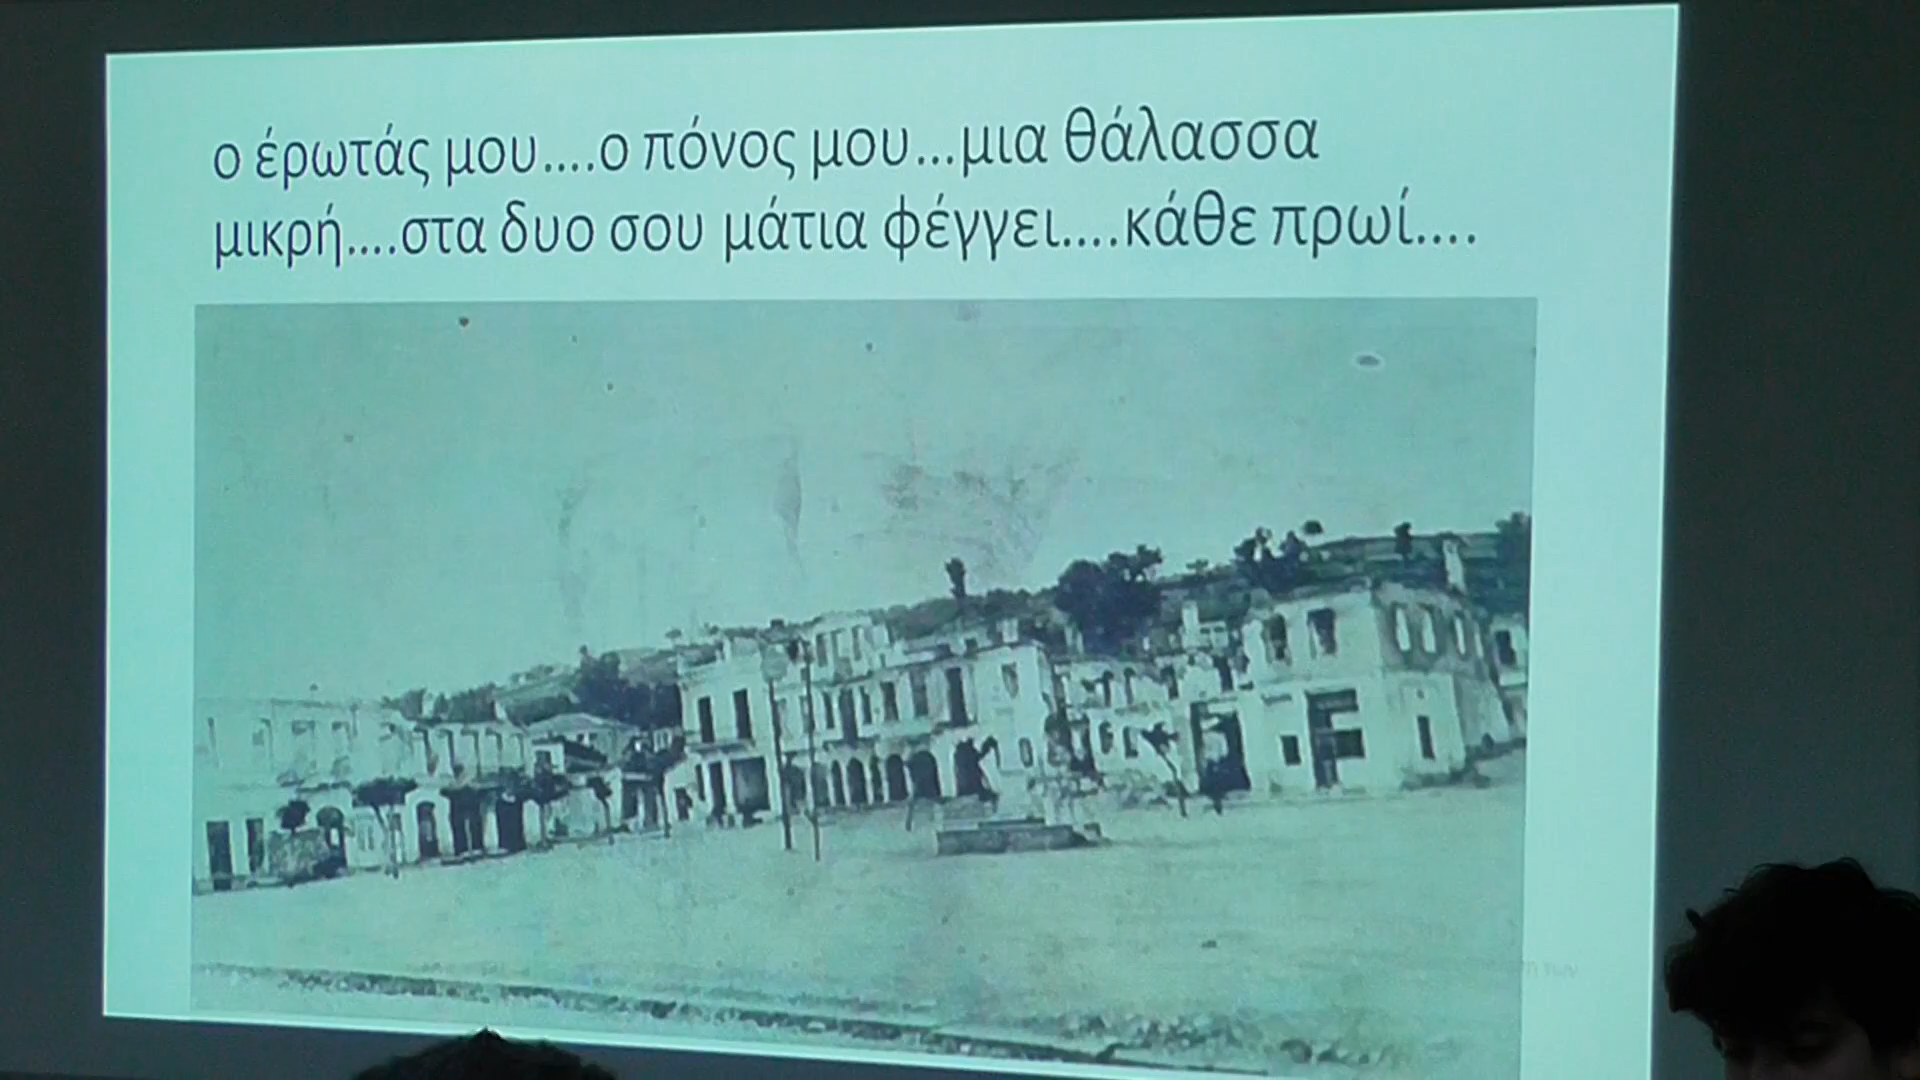 ο έρωτάς μου....ο πόνος μου...μια θάλασσα
μικρή....στα δυο σου μάτια φέγγει....κάθε πρωί....